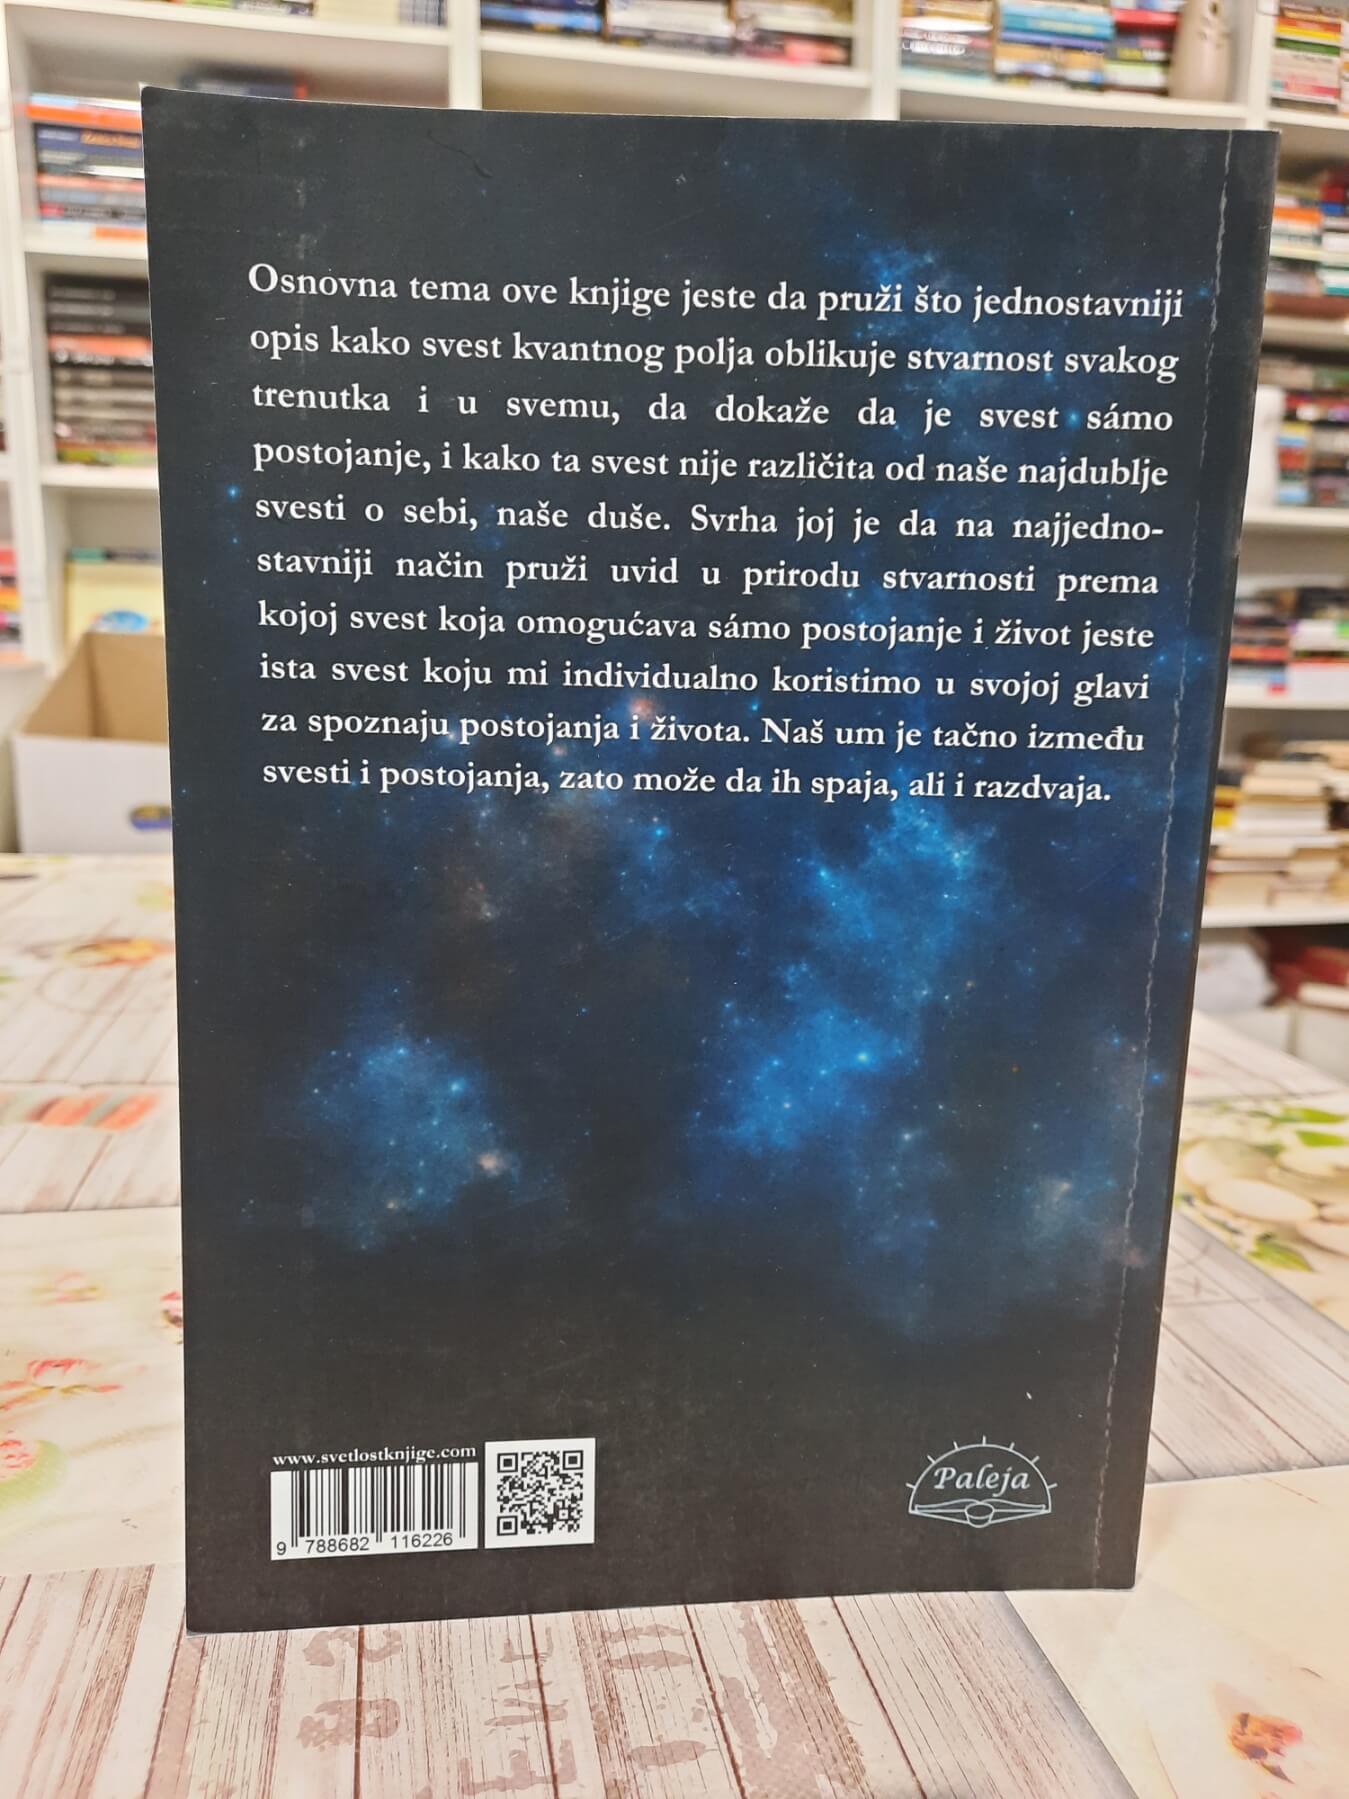 Osnovna tema ove knjige jeste da pruži što jednostavniji
opis kako svest kvantnog polja oblikuje stvarnost svakog
trenutka i u svemu, da dokaže da je svest sámo
postojanje, i kako ta svest nije različita od naše najdublje
svesti o sebi, naše duše. Svrha joj je da na najjedno-
stavniji način pruži uvid u prirodu stvarnosti prema
kojoj svest koja omogućava sámo postojanje i život jeste
ista svest koju mi individualno koristimo u svojoj glavi
za spoznaju postojanja i života. Naš um je tačno između
svesti i postojanja, zato može da ih spaja, ali i razdvaja.
www.svetlostknjige.com
9 788682 116226
Paleja